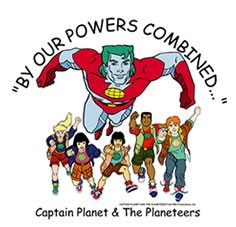 "BY OUR POWERS COMBINED..."
Captain Planet & The Planeteers